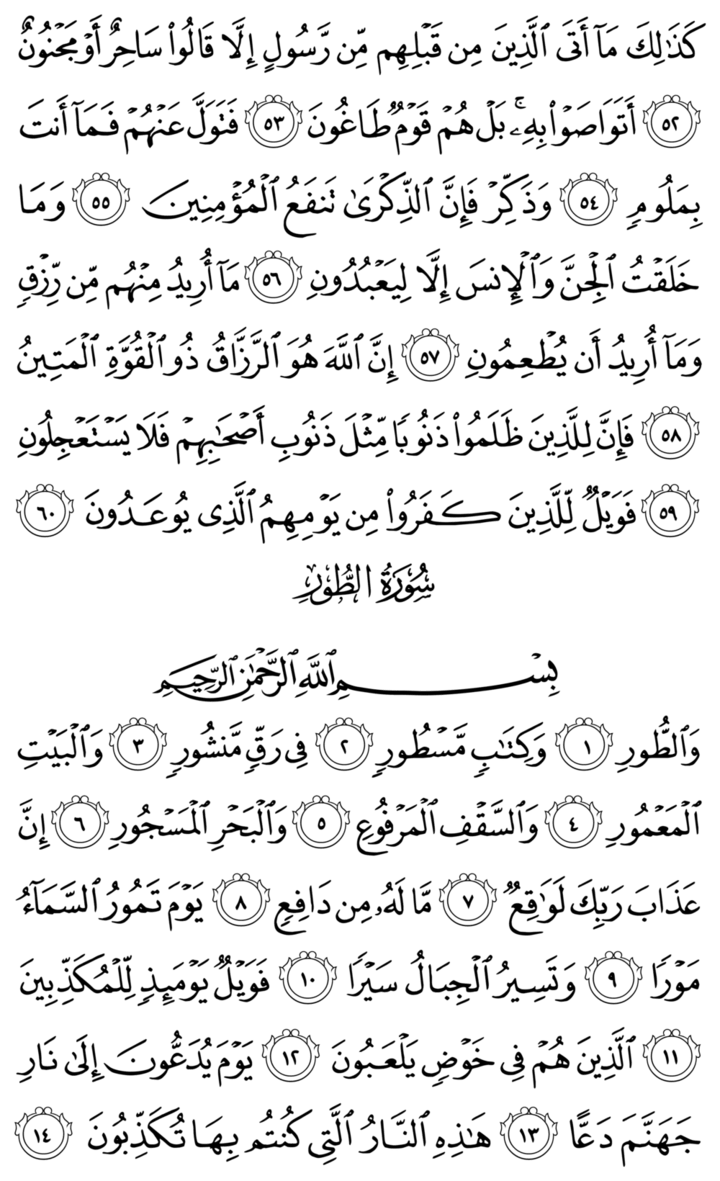 كَذَٰلِكَ مَآ أَتَى ٱلَّذِينَ مِن قَبۡلِهِم مِّن رَّسُولٍ إِلَّا قَالُواْ سَاحِرٌ أَوۡ مَجۡنُونٌ
٥٢ أَتَوَاصَوۡاْ بِهِۦۚ بَلۡ هُمۡ قَوۡمٞ طَاغُونَ ٥٣ فَتَوَلَّ عَنۡهُمۡ فَمَآ أَنتَ
بِمَلُومٖ ٥٤ وَذَكِّرۡ فَإِنَّ ٱلذِّكۡرَىٰ تَنفَعُ ٱلۡمُؤۡمِنِينَ ٥٥ وَمَا
خَلَقۡتُ ٱلۡجِنَّ وَٱلۡإِنسَ إِلَّا لِيَعۡبُدُونِ ٥٦ مَآ أُرِيدُ مِنۡهُم مِّن رِّزۡقٖ
وَمَآ أُرِيدُ أَن يُطۡعِمُونِ ٥٧ إِنَّ ٱللَّهَ هُوَ ٱلرَّزَّاقُ ذُو ٱلۡقُوَّةِ ٱلۡمَتِينُ
٥٨ فَإِنَّ لِلَّذِينَ ظَلَمُواْ ذَنُوبٗا مِّثۡلَ ذَنُوبِ أَصۡحَٰبِهِمۡ فَلَا يَسۡتَعۡجِلُونِ
٥٩ فَوَيۡلٞ لِّلَّذِينَ كَفَرُواْ مِن يَوۡمِهِمُ ٱلَّذِي يُوعَدُونَ ٦٠
سُورَةُ الطُّورِ
بِسۡمِ ٱللَّهِ ٱلرَّحۡمَٰنِ ٱلرَّحِيمِ
وَٱلطُّورِ ١ وَكِتَٰبٖ مَّسۡطُورٖ ٢ فِي رَقّٖ مَّنشُورٖ ٣ وَٱلۡبَيۡتِ
ٱلۡمَعۡمُورِ ٤ وَٱلسَّقۡفِ ٱلۡمَرۡفُوعِ ٥ وَٱلۡبَحۡرِ ٱلۡمَسۡجُورِ ٦ إِنَّ
عَذَابَ رَبِّكَ لَوَٰقِعٞ ٧ مَّا لَهُۥ مِن دَافِعٖ ٨ يَوۡمَ تَمُورُ ٱلسَّمَآءُ
مَوۡرٗا ٩ وَتَسِيرُ ٱلۡجِبَالُ سَيۡرٗا ١٠ فَوَيۡلٞ يَوۡمَئِذٖ لِّلۡمُكَذِّبِينَ
١١ ٱلَّذِينَ هُمۡ فِي خَوۡضٖ يَلۡعَبُونَ ١٢ يَوۡمَ يُدَعُّونَ إِلَىٰ نَارِ
جَهَنَّمَ دَعًّا ١٣ هَٰذِهِ ٱلنَّارُ ٱلَّتِي كُنتُم بِهَا تُكَذِّبُونَ ١٤